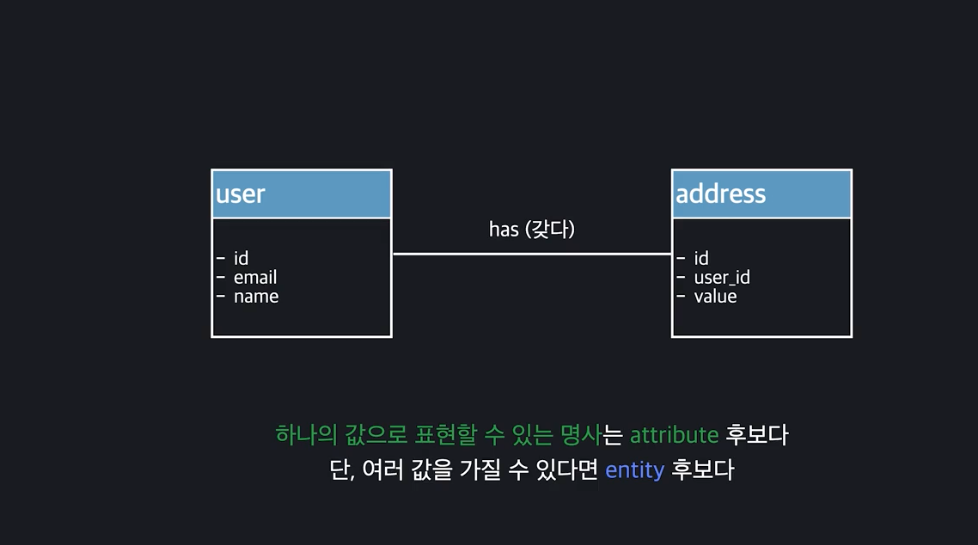 user
- id
- email
- name
has (갖다)
address
- id
- user_id
- value
하나의 값으로 표현할 수 있는 명사는 attribute 후보다
단, 여러 값을 가질 수 있다면 entity 후보다